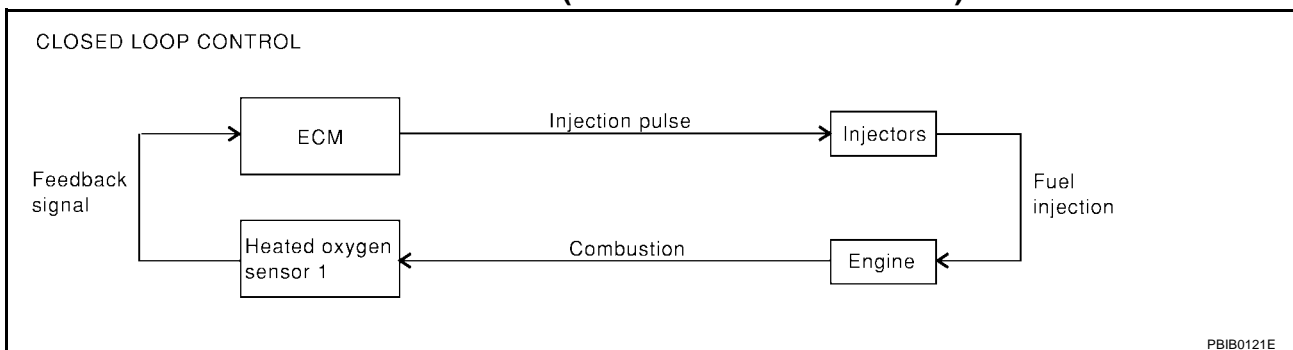 CLOSED LOOP CONTROL
ECM
Injection pulse
Injectors
Feedback
signal
Fuel
injection
Heated oxygen
sensor 1
Combustion
Engine
PBIB0121E